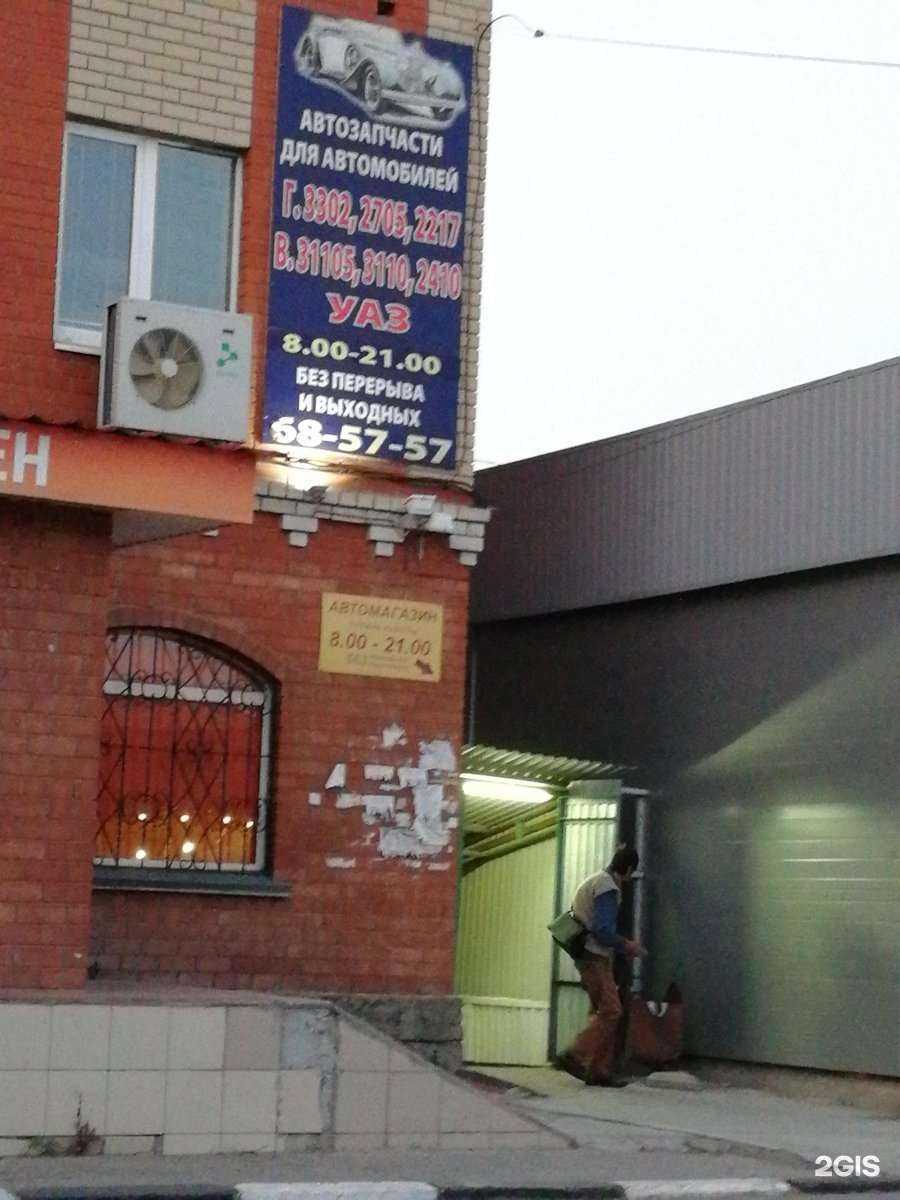 АВТОЗАПЧАСТИ
ДЛЯ АВТОМОБИЛЕЙ
Г. 3302, 2705, 2217
В. 31105, 3110, 2410
УАЗ
8.00-21.00
БЕЗ ПЕРЕРЫВА
И ВЫХОДНЫХ
68-57-57
ЕН
АВТОМАГАЗИН
8.00 - 21.00
БЕЗ
2GIS